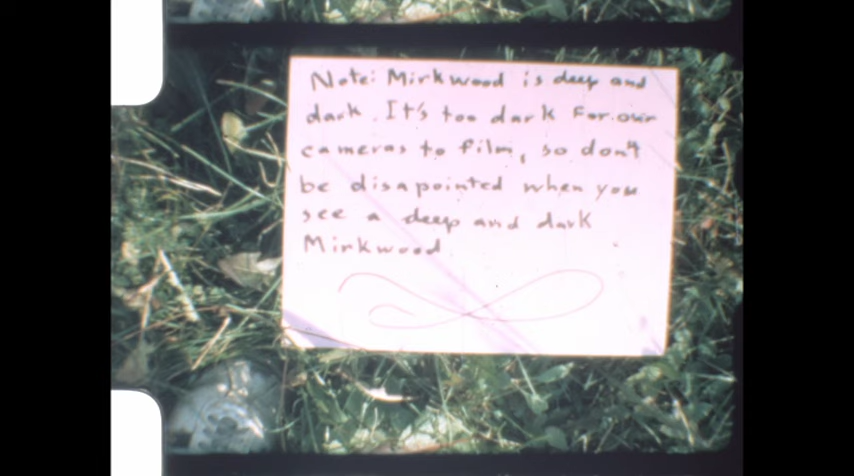 Note: Mirkwood is deep and
dark. It's too dark for our
cameras to film, so don't
be disapointed when you
see a deep and dark
Mirkwood